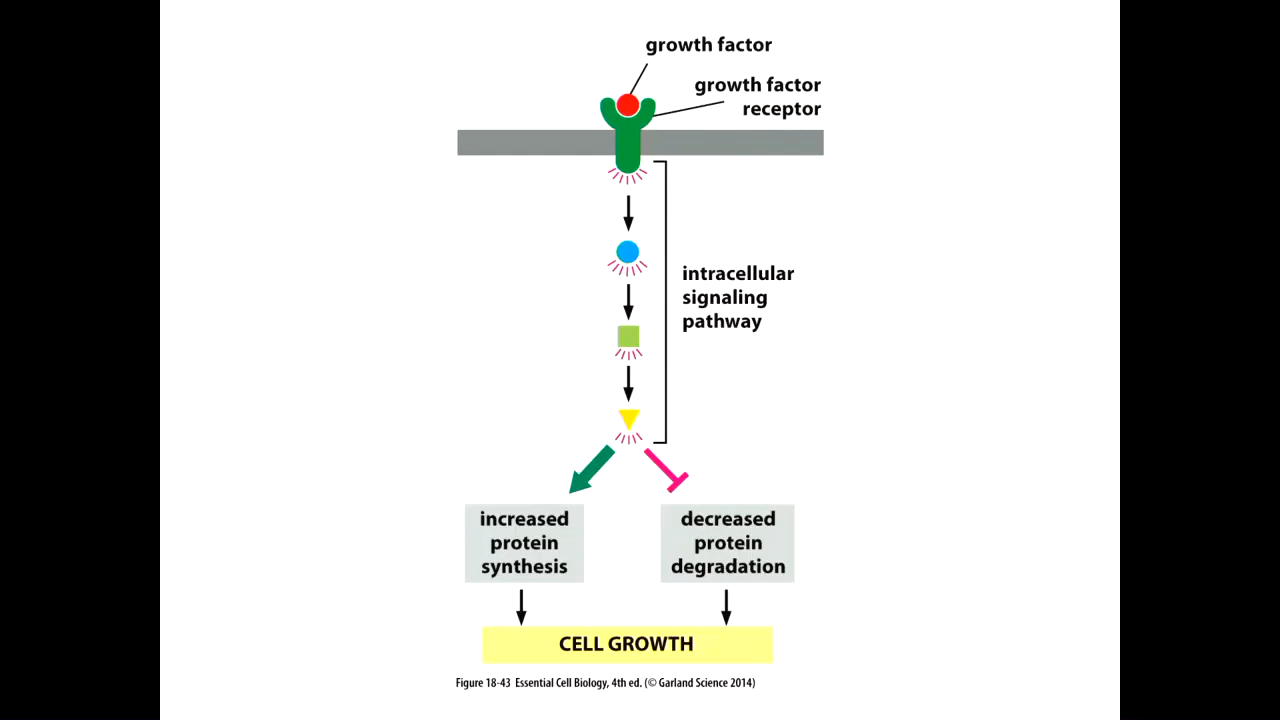 growth factor
growth factor
receptor
intracellular
signaling
pathway
increased
protein
synthesis
decreased
protein
degradation
CELL GROWTH
Figure 18-43 Essential Cell Biology, 4th ed. (© Garland Science 2014)